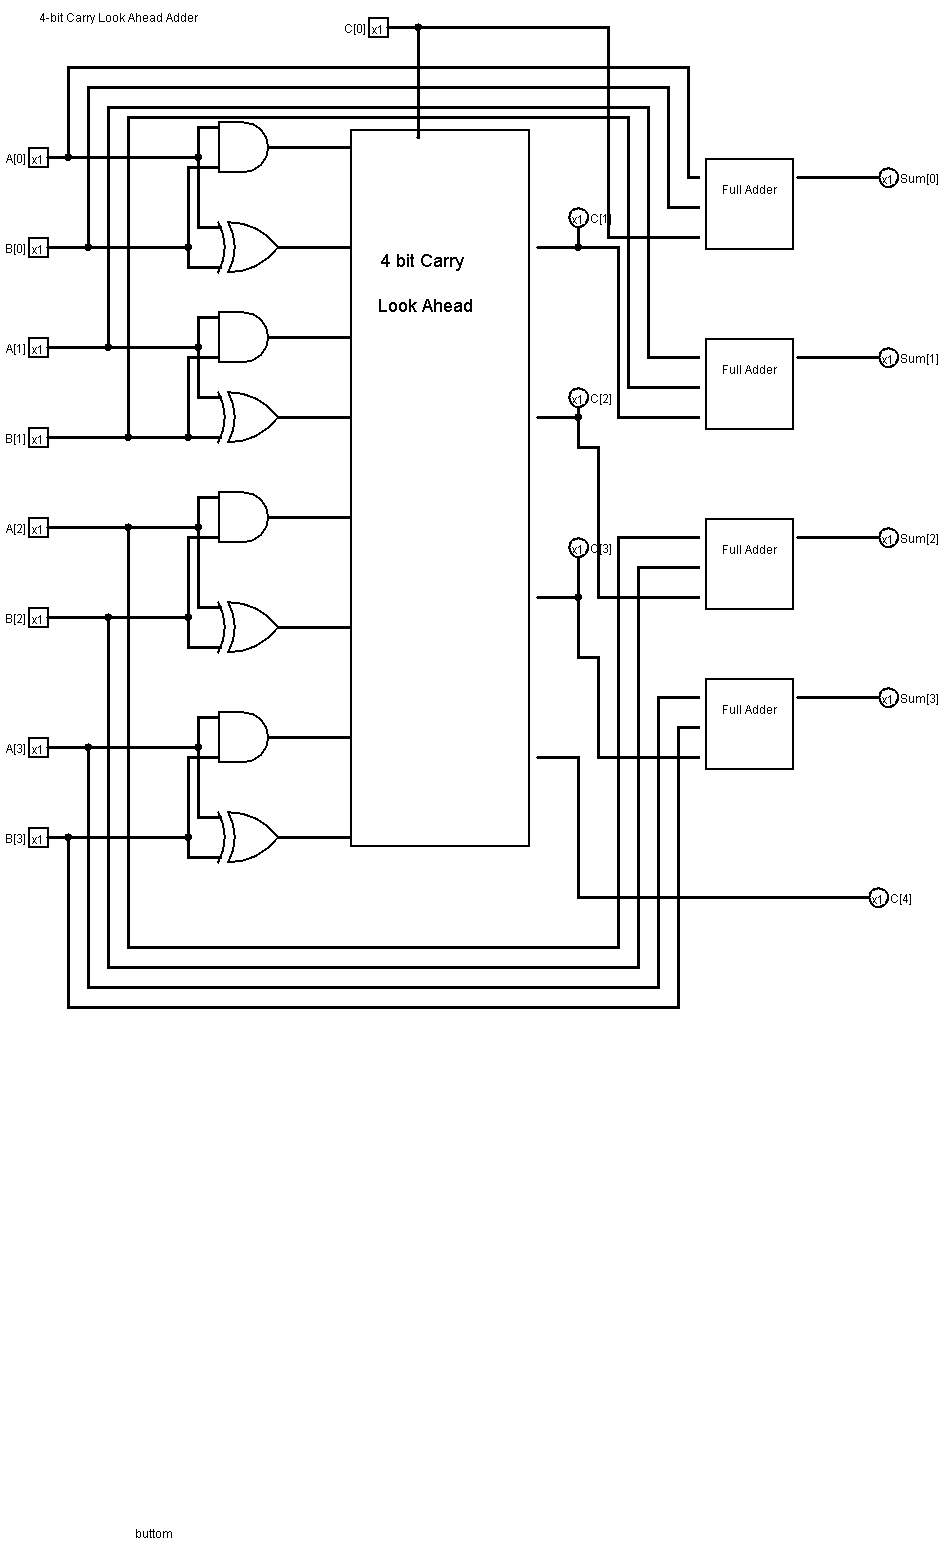 4-bit Carry Look Ahead Adder
C[0] x1
A[0] x1
Full Adder
x1 Sum[0]
B[0] x1
x1 C[1]
4 bit Carry
Look Ahead
A[1] x1
Full Adder
x1 Sum[1]
x1 C[2]
B[1] x1
A[2] x1
Full Adder
x1 Sum[2]
x1 C[3]
B[2] x1
Full Adder
x1 Sum[3]
A[3] x1
B[3] x1
x1 C[4]
buttom